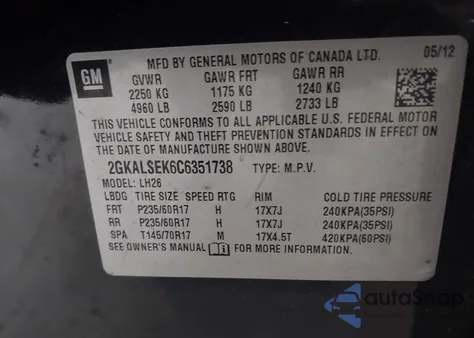 GM
MFD BY GENERAL MOTORS OF CANADA LTD. 05/12
GVWR GAWR FRT GAWR RR
2250 KG 1175 KG 1240 KG
4960 LB 2590 LB 2733 LB
THIS VEHICLE CONFORMS TO ALL APPLICABLE U.S. FEDERAL MOTOR
VEHICLE SAFETY AND THEFT PREVENTION STANDARDS IN EFFECT ON
THE DATE OF MANUFACTURE SHOWN ABOVE.
2GKALSEK6C6351738 TYPE: M.P.V.
MODEL: LH26
LBDG TIRE SIZE SPEED RTG RIM COLD TIRE PRESSURE
FRT P235/60R17 H 17X7J 240KPA(35PSI)
RR P235/60R17 H 17X7J 240KPA(35PSI)
SPA T145/70R17 M 17X4.5T 420KPA(60PSI)
SEE OWNER'S MANUAL FOR MORE INFORMATION.
autoSnap